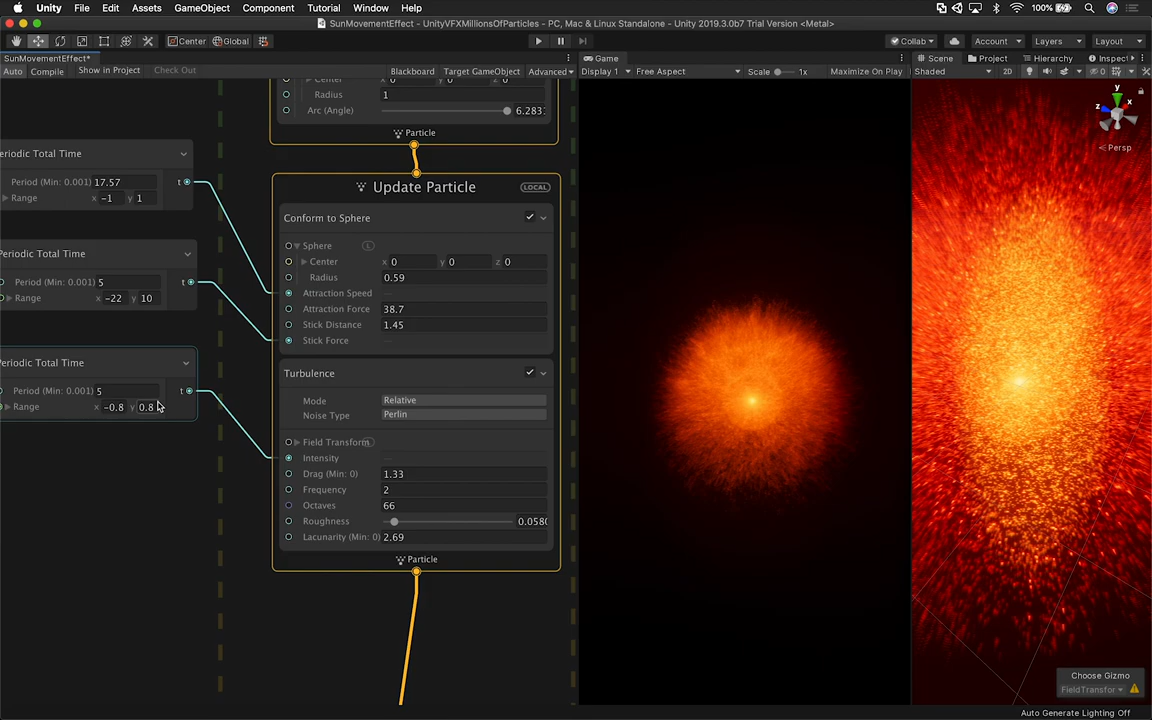 Unity File Edit Assets GameObject Component Tutorial Window Help 100%
SunMovementEffect - UnityVFXMillionsOfParticles - PC, Mac & Linux Standalone - Unity 2019.3.0b7 Trial Version <Metal>
Center Global Collab Account Layers Layout
SunMovementEffect* Game Scene Project Hierarchy Inspect
Auto Compile Show in Project Check Out Blackboard Target GameObject Advanced Display 1 Free Aspect Scale 1x Maximize On Play Shaded 2D 0
Center
Radius 1
Arc (Angle) 6.283
Particle
y
x
z
Persp
eriodic Total Time
Period (Min: 0.001) 17.57 t
Range x -1 y 1
Periodic Total Time
Period (Min: 0.001) 5 t
Range x -22 y 10
Periodic Total Time
Period (Min: 0.001) 5 t
Range x -0.8 y 0.8
Update Particle LOCAL
Conform to Sphere
Sphere L
Center x 0 y 0 z 0
Radius 0.59
Attraction Speed
Attraction Force 38.7
Stick Distance 1.45
Stick Force
Turbulence
Mode Relative
Noise Type Perlin
Field Transform
Intensity
Drag (Min: 0) 1.33
Frequency 2
Octaves 66
Roughness 0.0580
Lacunarity (Min: 0) 2.69
Particle
Choose Gizmo
FieldTransfor
Auto Generate Lighting Off